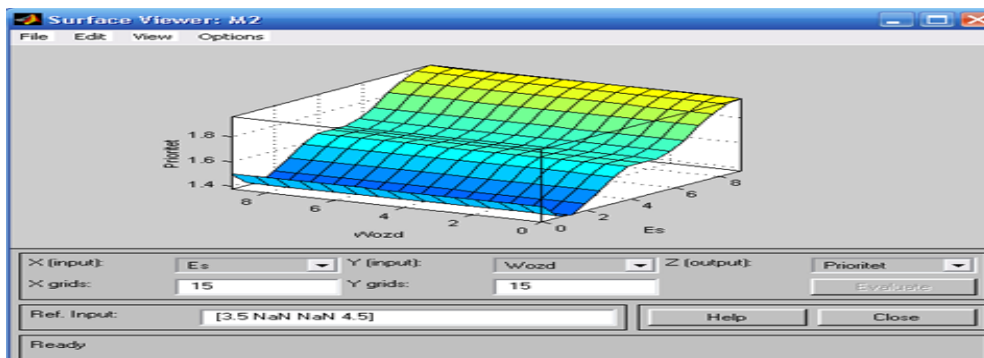 Surface Viewer: M2
File Edit View Options
Prioritet
1.8
1.6
1.4
8 6 4 2 0
Wozd
0 2 4 6 8
Es
X (input): Es Y (input): Wozd Z (output): Prioritet
X grids: 15 Y grids: 15 Evaluate
Ref. Input: [3.5 NaN NaN 4.5] Help Close
Ready